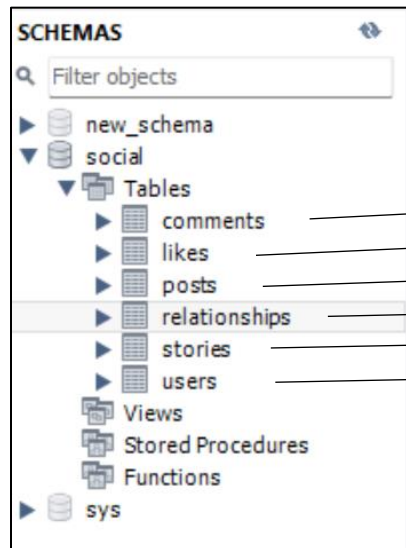 SCHEMAS
Filter objects
new_schema
social
Tables
comments
likes
posts
relationships
stories
users
Views
Stored Procedures
Functions
sys